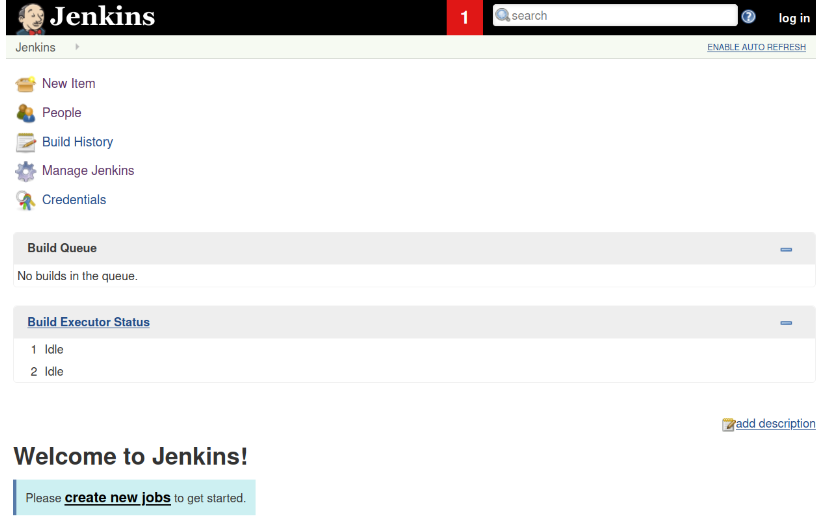 Jenkins 1 search log in
Jenkins ENABLE AUTO REFRESH
New Item
People
Build History
Manage Jenkins
Credentials
Build Queue
No builds in the queue.
Build Executor Status
1 Idle
2 Idle
add description
Welcome to Jenkins!
Please create new jobs to get started.